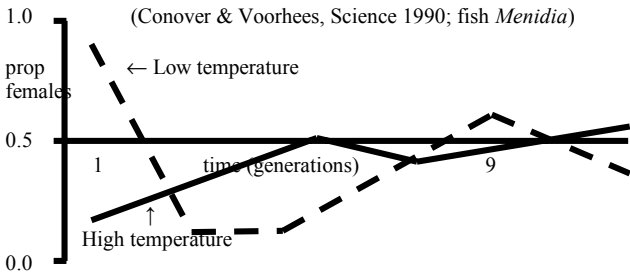 1.0
(Conover & Voorhees, Science 1990; fish Menidia)
prop
females
← Low temperature
0.5
1 time (generations) 9
↑
High temperature
0.0